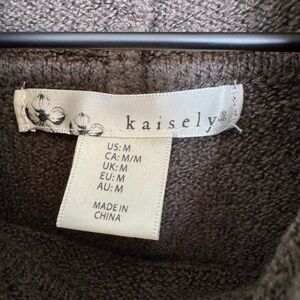 kaisely®
US: M
CA: M/M
UK: M
EU: M
AU: M
MADE IN
CHINA